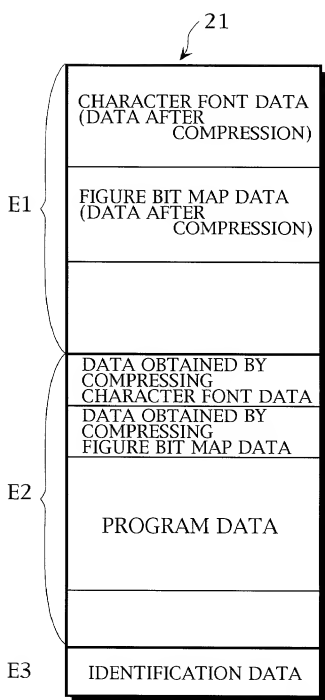 21
CHARACTER FONT DATA
(DATA AFTER
COMPRESSION)
E1
FIGURE BIT MAP DATA
(DATA AFTER
COMPRESSION)
DATA OBTAINED BY
COMPRESSING
CHARACTER FONT DATA
DATA OBTAINED BY
COMPRESSING
FIGURE BIT MAP DATA
E2
PROGRAM DATA
E3
IDENTIFICATION DATA